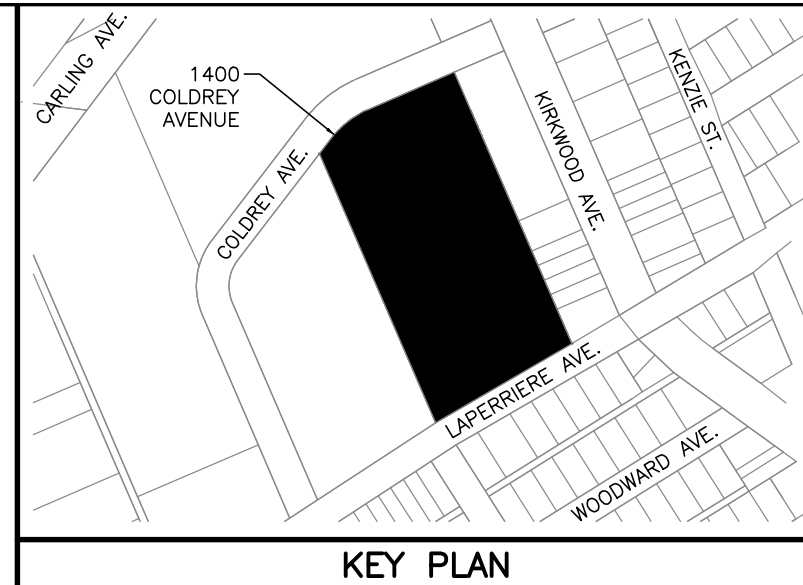 CARLING AVE.
1400
COLDREY
AVENUE
COLDREY AVE.
KIRKWOOD AVE.
KENZIE ST.
LAPERRIERE AVE.
WOODWARD AVE.
KEY PLAN